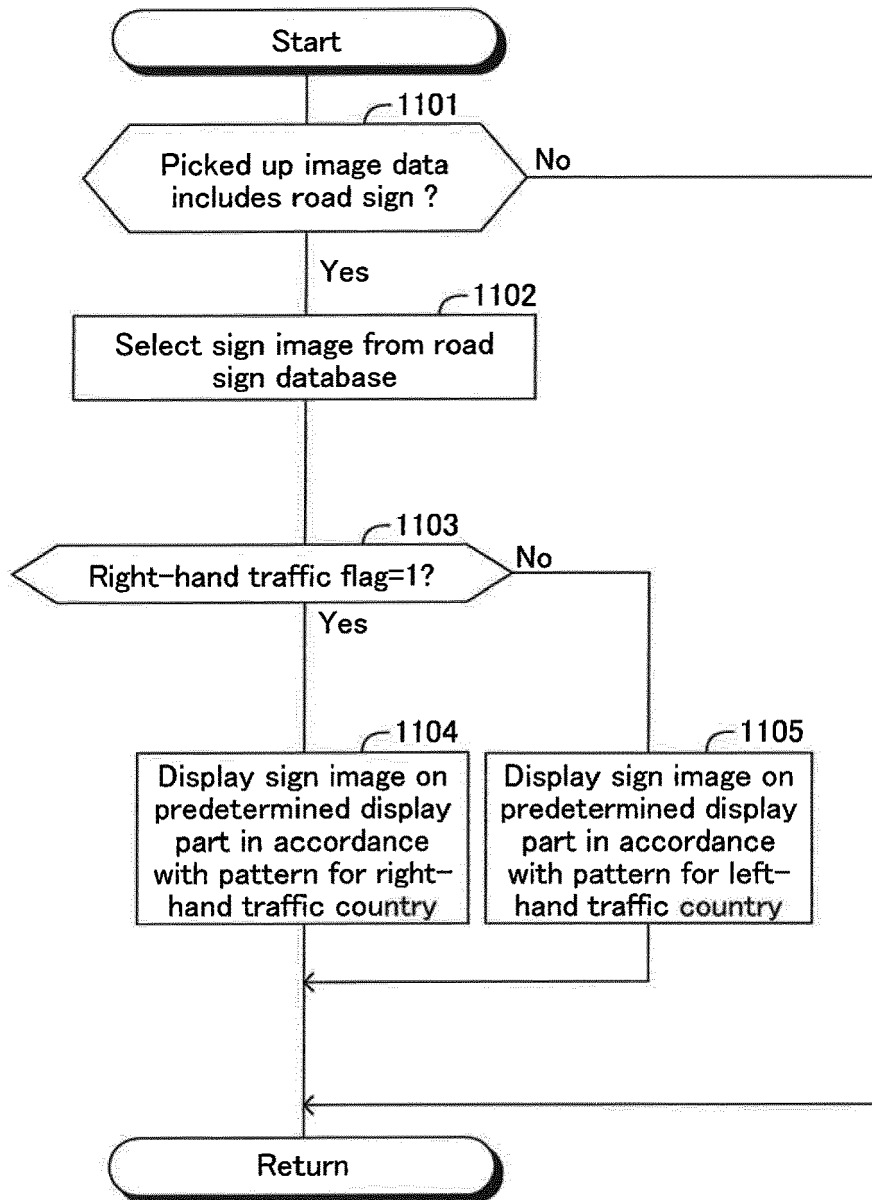 Start
1101
Picked up image data
includes road sign ?
No
Yes
1102
Select sign image from road
sign database
1103
Right-hand traffic flag=1?
No
Yes
1104
Display sign image on
predetermined display
part in accordance
with pattern for right-
hand traffic country
1105
Display sign image on
predetermined display
part in accordance
with pattern for left-
hand traffic country
Return